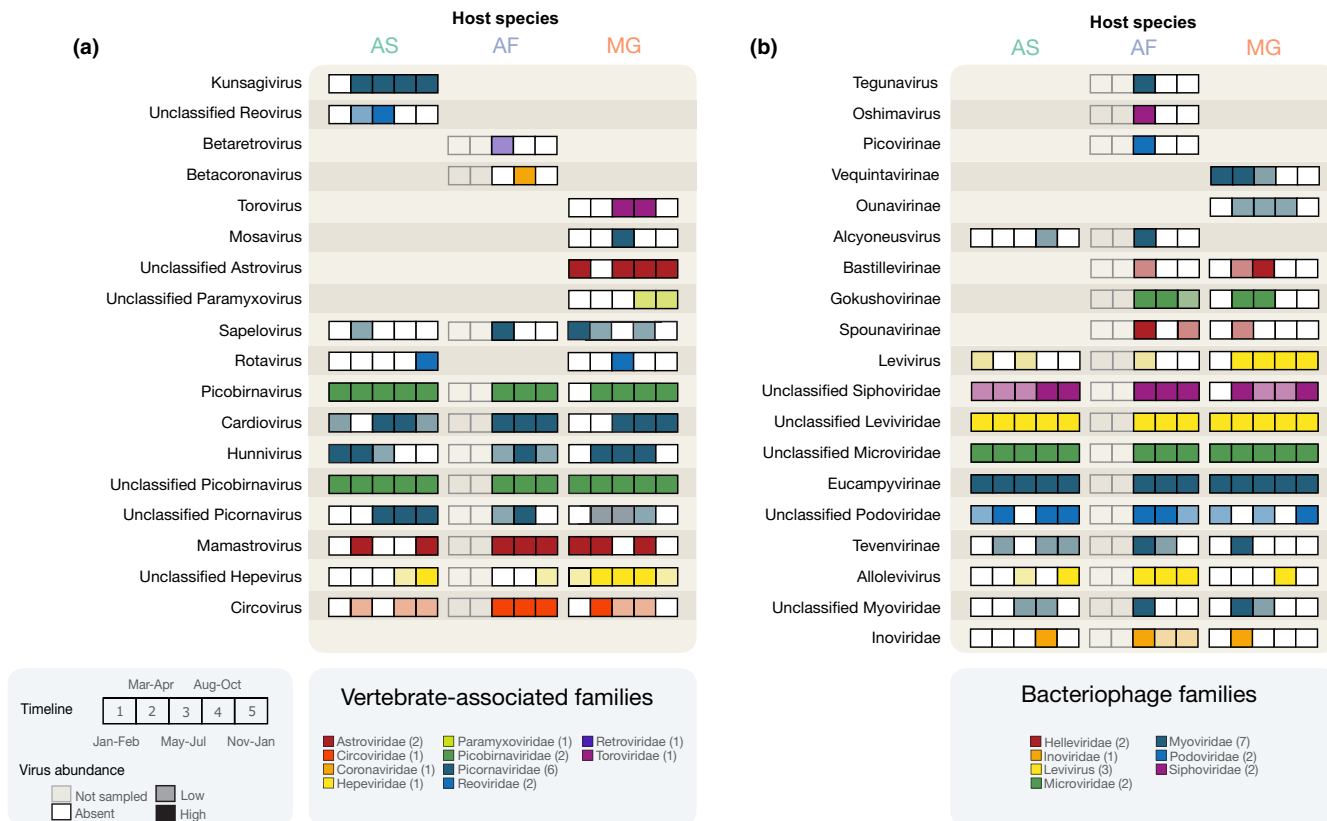 Host species
(a)
AS AF MG
Kunsagivirus
Unclassified Reovirus
Betaretrovirus
Betacoronavirus
Torovirus
Mosavirus
Unclassified Astrovirus
Unclassified Paramyxovirus
Sapelovirus
Rotavirus
Picobirnavirus
Cardiovirus
Hunnivirus
Unclassified Picobirnavirus
Unclassified Picornavirus
Mamastrovirus
Unclassified Hepevirus
Circovirus
Host species
(b)
AS AF MG
Tegunavirus
Oshimavirus
Picovirinae
Vequintavirinae
Ounavirinae
Alcyoneusvirus
Bastillevirinae
Gokushovirinae
Spounavirinae
Levivirus
Unclassified Siphoviridae
Unclassified Leviviridae
Unclassified Microviridae
Eucampyvirinae
Unclassified Podoviridae
Tevenvirinae
Allolevivirus
Unclassified Myoviridae
Inoviridae
Mar-Apr Aug-Oct
Timeline 1 2 3 4 5
Jan-Feb May-Jul Nov-Jan
Virus abundance
Not sampled Low
Absent High
Vertebrate-associated families
Astroviridae (2) Paramyxoviridae (1) Retroviridae (1)
Circoviridae (1) Picobirnaviridae (2) Toroviridae (1)
Coronaviridae (1) Picornaviridae (6)
Hepeviridae (1) Reoviridae (2)
Bacteriophage families
Helleviridae (2) Myoviridae (7)
Inoviridae (1) Podoviridae (2)
Levivirus (3) Siphoviridae (2)
Microviridae (2)